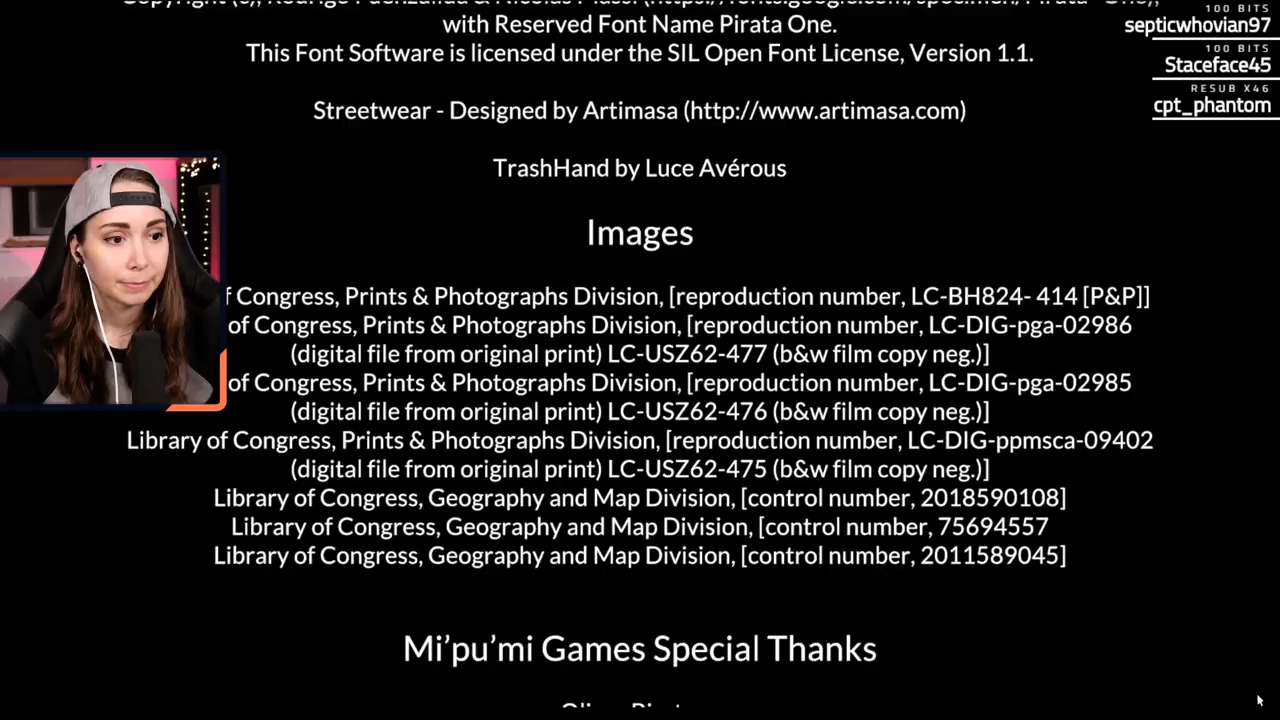 with Reserved Font Name Pirata One.
This Font Software is licensed under the SIL Open Font License, Version 1.1.
Streetwear - Designed by Artimasa (http://www.artimasa.com)
TrashHand by Luce Avérous
Images
of Congress, Prints & Photographs Division, [reproduction number, LC-BH824- 414 [P&P]]
of Congress, Prints & Photographs Division, [reproduction number, LC-DIG-pga-02986
(digital file from original print) LC-USZ62-477 (b&w film copy neg.)]
of Congress, Prints & Photographs Division, [reproduction number, LC-DIG-pga-02985
(digital file from original print) LC-USZ62-476 (b&w film copy neg.)]
Library of Congress, Prints & Photographs Division, [reproduction number, LC-DIG-ppmsca-09402
(digital file from original print) LC-USZ62-475 (b&w film copy neg.)]
Library of Congress, Geography and Map Division, [control number, 2018590108]
Library of Congress, Geography and Map Division, [control number, 75694557
Library of Congress, Geography and Map Division, [control number, 2011589045]
Mi’pu’mi Games Special Thanks
100 BITS
septicwhovian97
100 BITS
Staceface45
RESUB X46
cpt_phantom